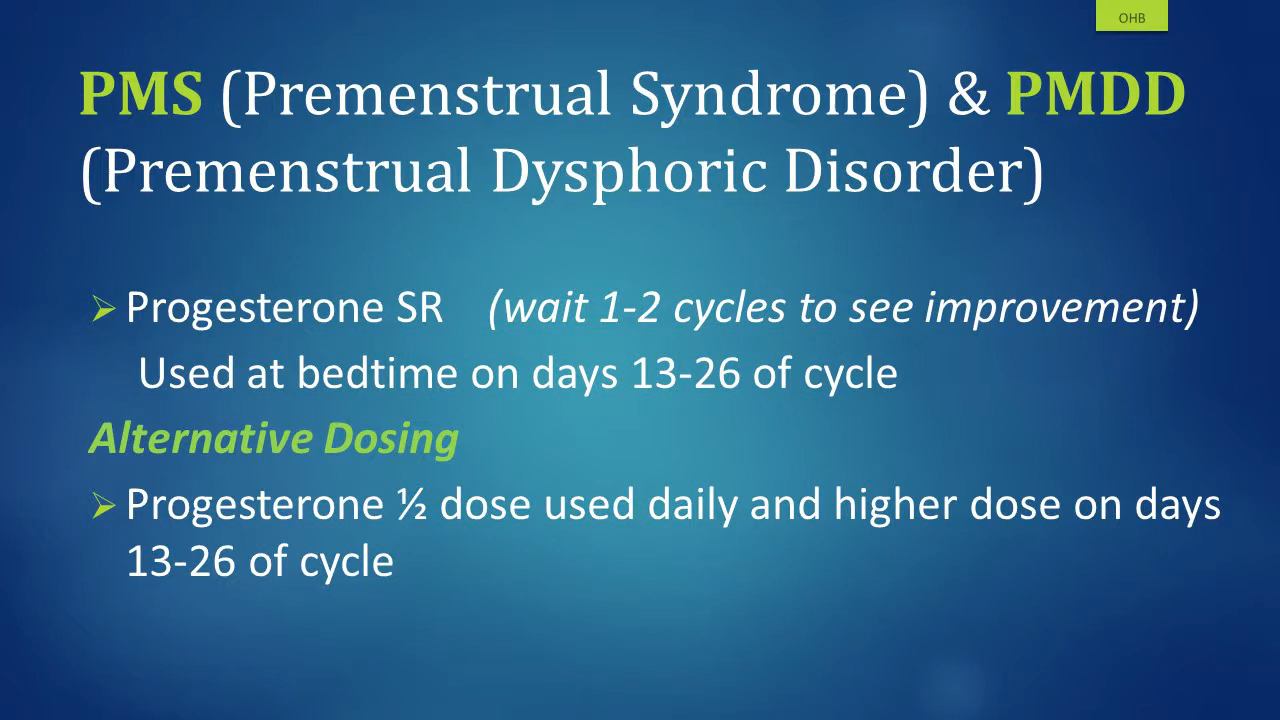 OHB
PMS (Premenstrual Syndrome) & PMDD
(Premenstrual Dysphoric Disorder)
Progesterone SR (wait 1-2 cycles to see improvement)
Used at bedtime on days 13-26 of cycle
Alternative Dosing
Progesterone ½ dose used daily and higher dose on days
13-26 of cycle